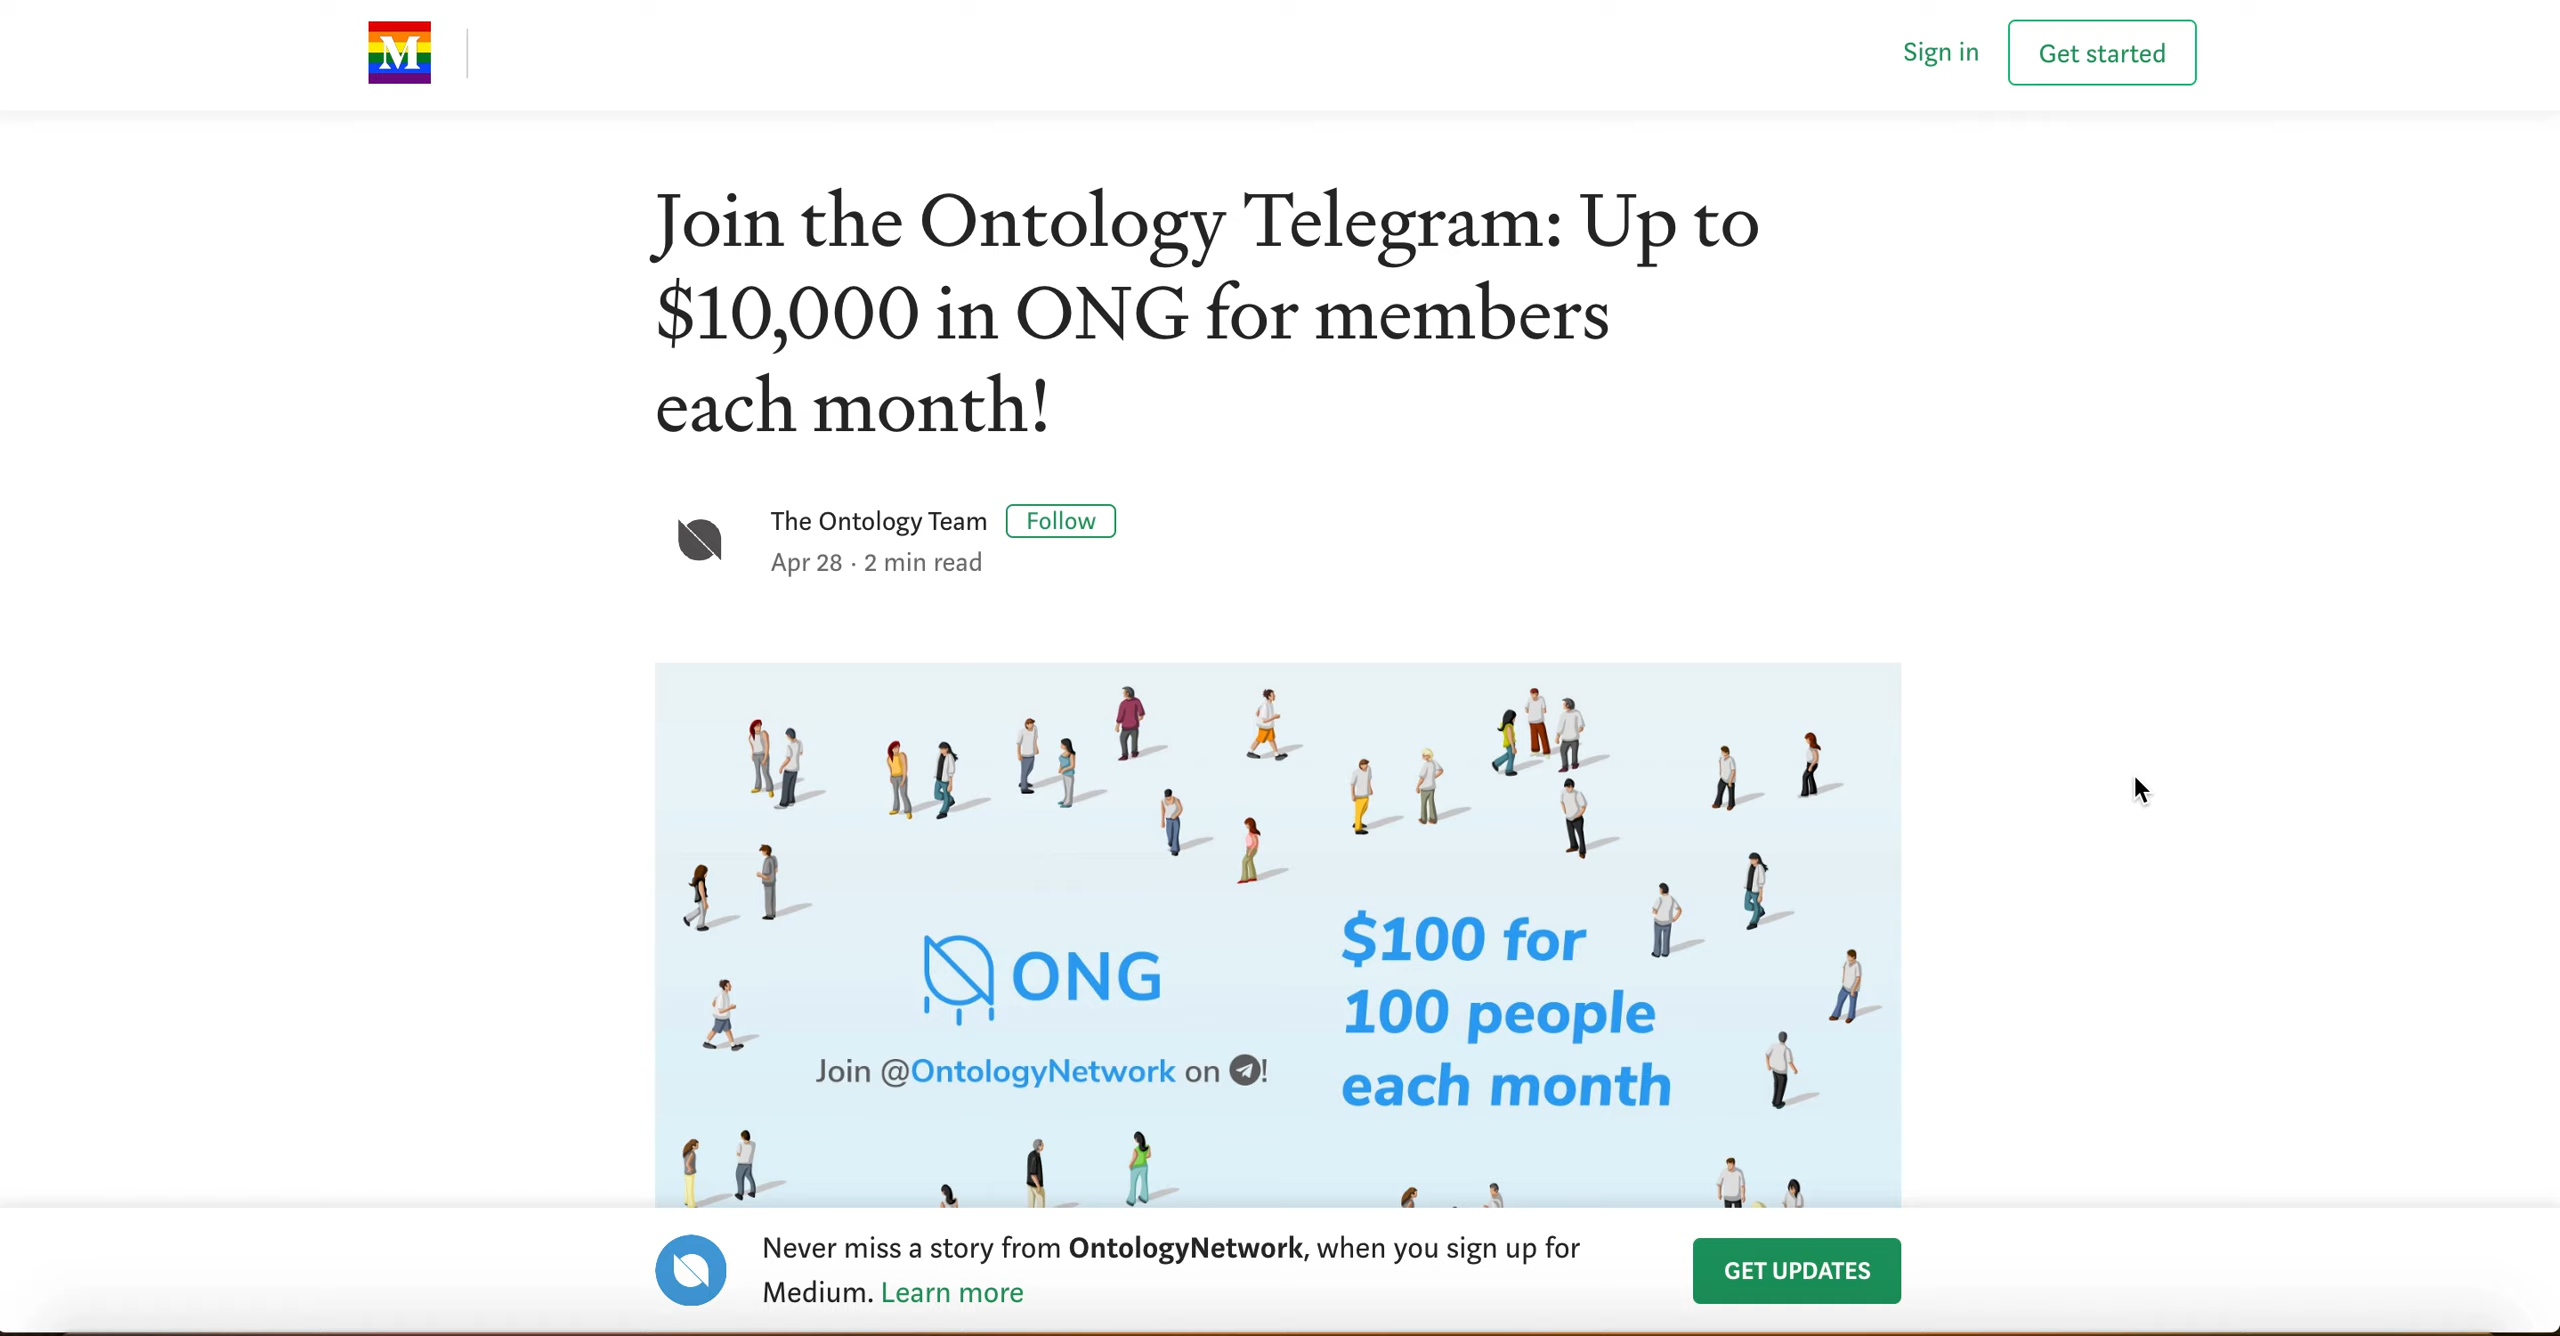 M
Sign in
Get started
Join the Ontology Telegram: Up to
$10,000 in ONG for members
each month!
The Ontology Team
Follow
Apr 28 · 2 min read
ONG
Join @OntologyNetwork on !
$100 for
100 people
each month
Never miss a story from OntologyNetwork, when you sign up for
Medium. Learn more
GET UPDATES